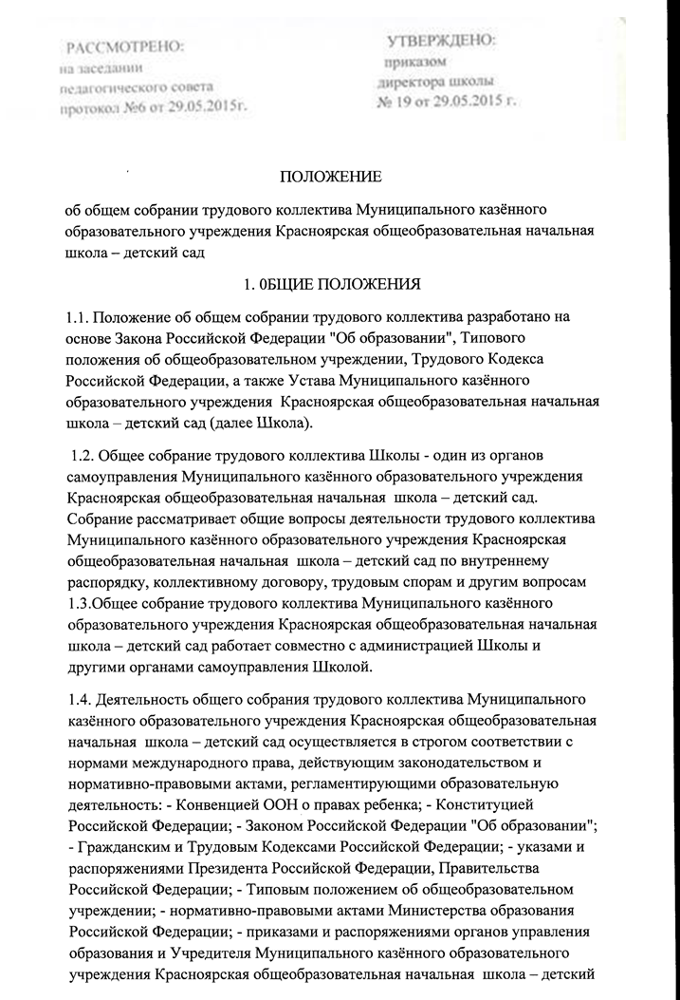 РАССМОТРЕНО:
на заседании
педагогического совета
протокол №6 от 29.05.2015г.
УТВЕРЖДЕНО:
приказом
директора школы
№ 19 от 29.05.2015 г.
ПОЛОЖЕНИЕ
об общем собрании трудового коллектива Муниципального казённого
образовательного учреждения Красноярская общеобразовательная начальная
школа – детский сад
1. 0БЩИЕ ПОЛОЖЕНИЯ
1.1. Положение об общем собрании трудового коллектива разработано на
основе Закона Российской Федерации "Об образовании", Типового
положения об общеобразовательном учреждении, Трудового Кодекса
Российской Федерации, а также Устава Муниципального казённого
образовательного учреждения  Красноярская общеобразовательная начальная
школа – детский сад (далее Школа).
1.2. Общее собрание трудового коллектива Школы - один из органов
самоуправления Муниципального казённого образовательного учреждения
Красноярская общеобразовательная начальная  школа – детский сад.
Собрание рассматривает общие вопросы деятельности трудового коллектива
Муниципального казённого образовательного учреждения Красноярская
общеобразовательная начальная  школа – детский сад по внутреннему
распорядку, коллективному договору, трудовым спорам и другим вопросам
1.3.Общее собрание трудового коллектива Муниципального казённого
образовательного учреждения Красноярская общеобразовательная начальная
школа – детский сад работает совместно с администрацией Школы и
другими органами самоуправления Школой.
1.4. Деятельность общего собрания трудового коллектива Муниципального
казённого образовательного учреждения Красноярская общеобразовательная
начальная  школа – детский сад осуществляется в строгом соответствии с
нормами международного права, действующим законодательством и
нормативно-правовыми актами, регламентирующими образовательную
деятельность: - Конвенцией ООН о правах ребенка; - Конституцией
Российской Федерации; - Законом Российской Федерации "Об образовании";
- Гражданским и Трудовым Кодексами Российской Федерации; - указами и
распоряжениями Президента Российской Федерации, Правительства
Российской Федерации; - Типовым положением об общеобразовательном
учреждении; - нормативно-правовыми актами Министерства образования
Российской Федерации; - приказами и распоряжениями органов управления
образования и Учредителя Муниципального казённого образовательного
учреждения Красноярская общеобразовательная начальная  школа – детский